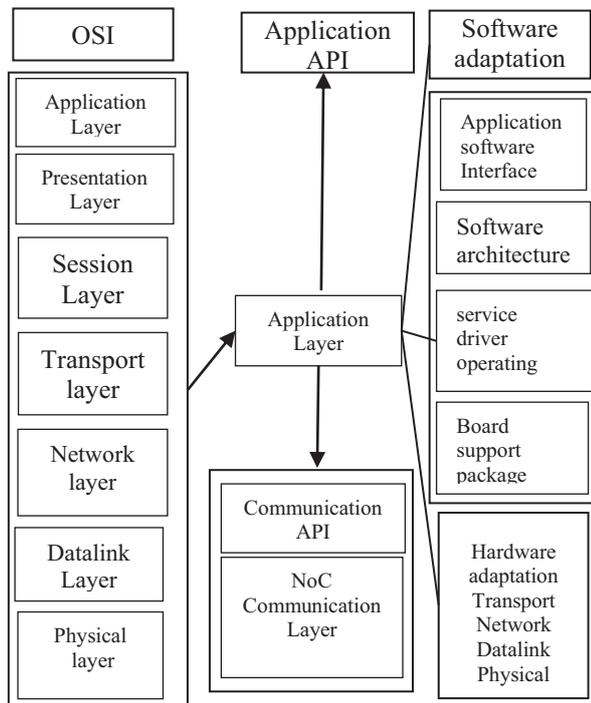 OSI
Application
Layer
Presentation
Layer
Session
Layer
Transport
layer
Network
layer
Datalink
Layer
Physical
layer
Application
API
Application
Layer
Communication
API
NoC
Communication
Layer
Software
adaptation
Application
software
Interface
Software
architecture
service
driver
operating
Board
support
package
Hardware
adaptation
Transport
Network
Datalink
Physical